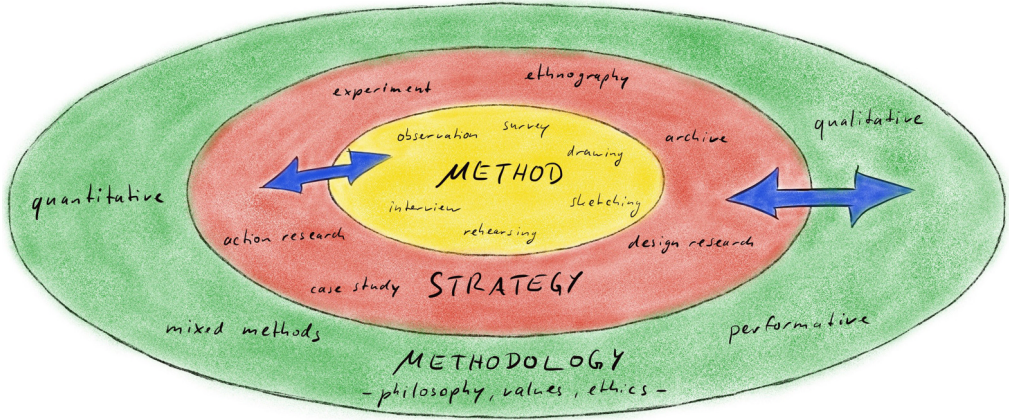 ethnography
experiment
qualitative
observation
survey
archive
drawing
METHOD
quantitative
interview
sketching
rehearsing
action research
design research
case study
STRATEGY
mixed methods
performative
METHODOLOGY
- philosophy, values, ethics -